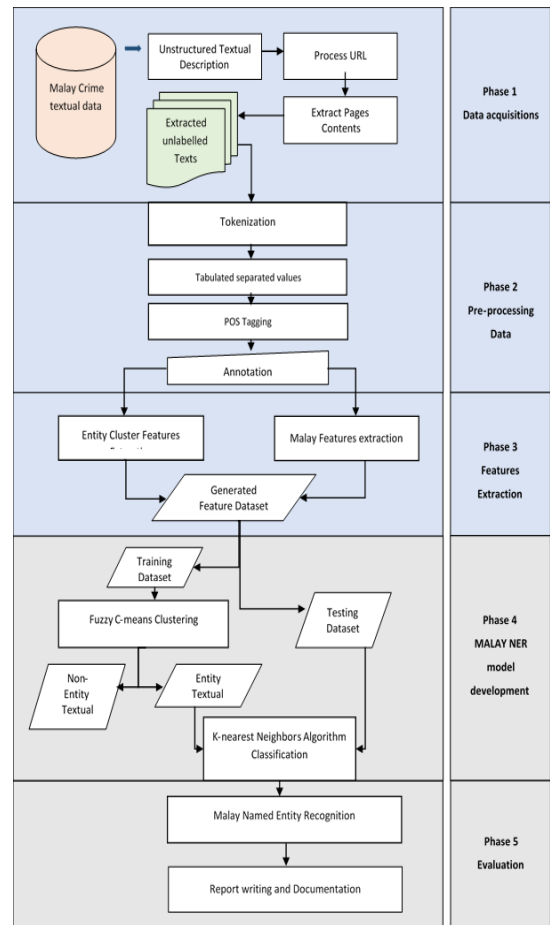 Malay Crime
textual data
Unstructured Textual
Description
Process URL
Extract Pages
Contents
Extracted
unlabelled
Texts
Phase 1
Data acquisitions
Tokenization
Tabulated separated values
POS Tagging
Annotation
Phase 2
Pre-processing
Data
Entity Cluster Features
Malay Features extraction
Generated
Feature Dataset
Phase 3
Features
Extraction
Training
Dataset
Fuzzy C-means Clustering
Testing
Dataset
Non-
Entity
Textual
Entity
Textual
K-nearest Neighbors Algorithm
Classification
Phase 4
MALAY NER
model
development
Malay Named Entity Recognition
Report writing and Documentation
Phase 5
Evaluation